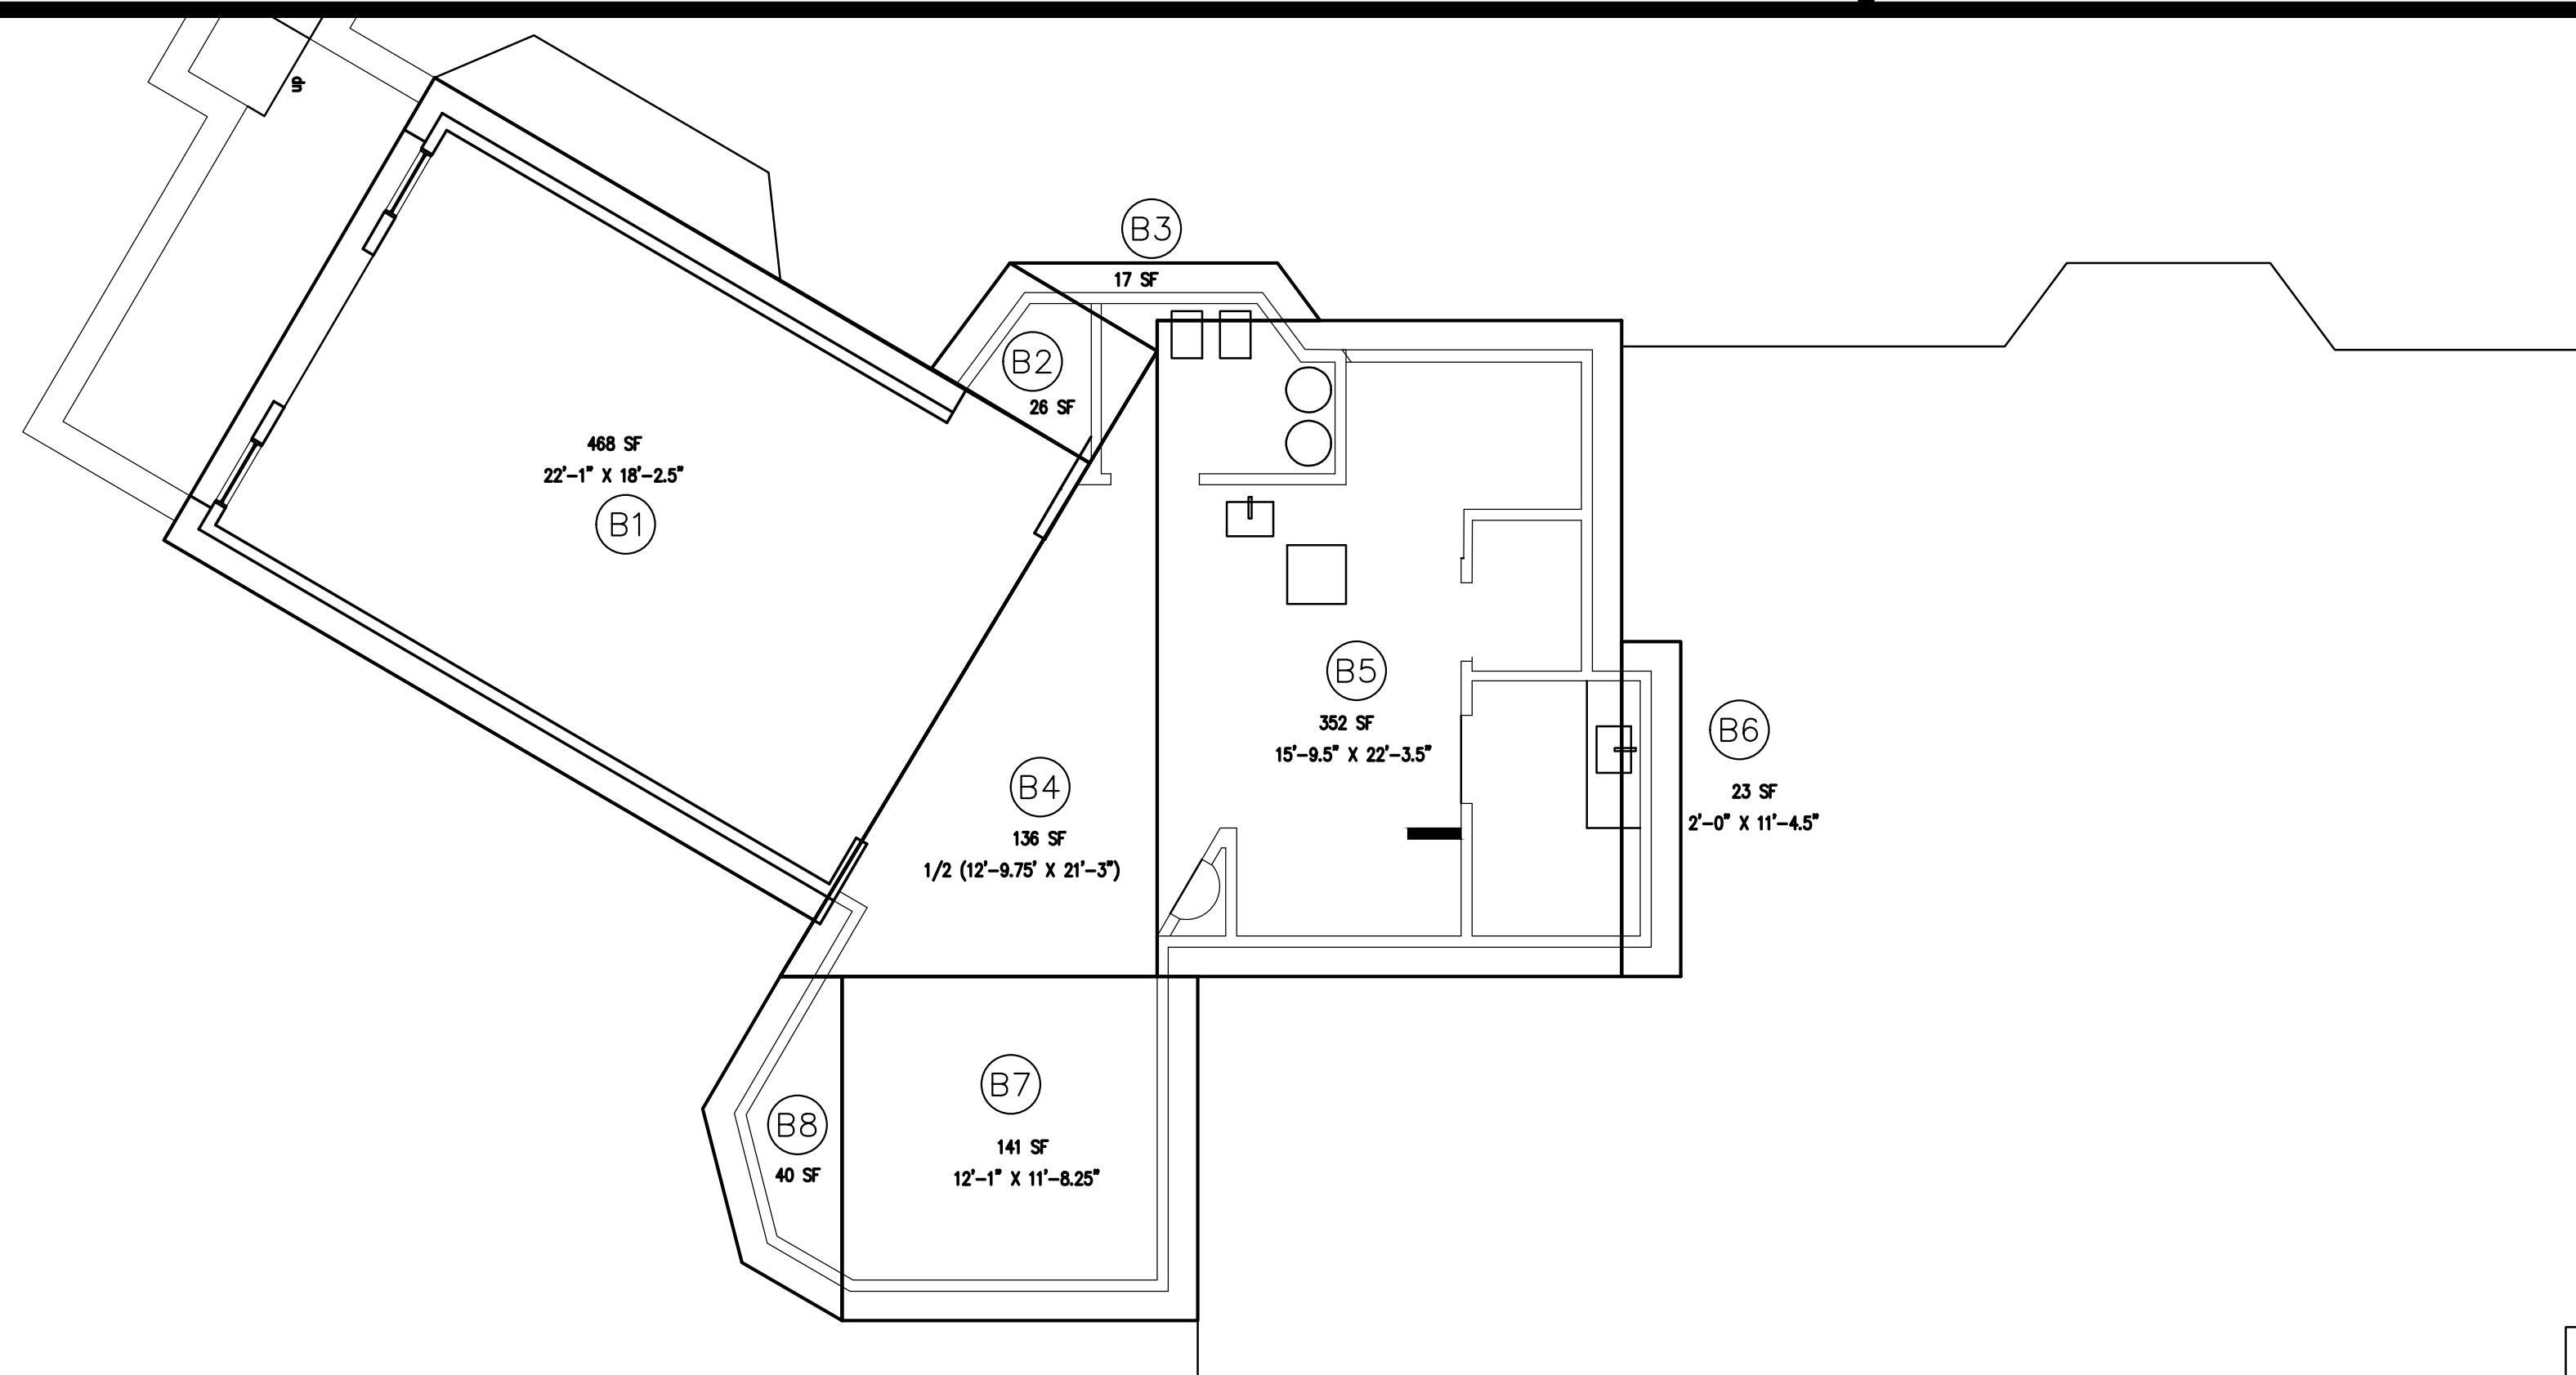 up
B3
17 SF
B2
26 SF
468 SF
22'-1" X 18'-2.5"
B1
B5
352 SF
15'-9.5" X 22'-3.5"
B6
23 SF
2'-0" X 11'-4.5"
B4
136 SF
1/2 (12'-9.75' X 21'-3")
B7
141 SF
12'-1" X 11'-8.25"
B8
40 SF